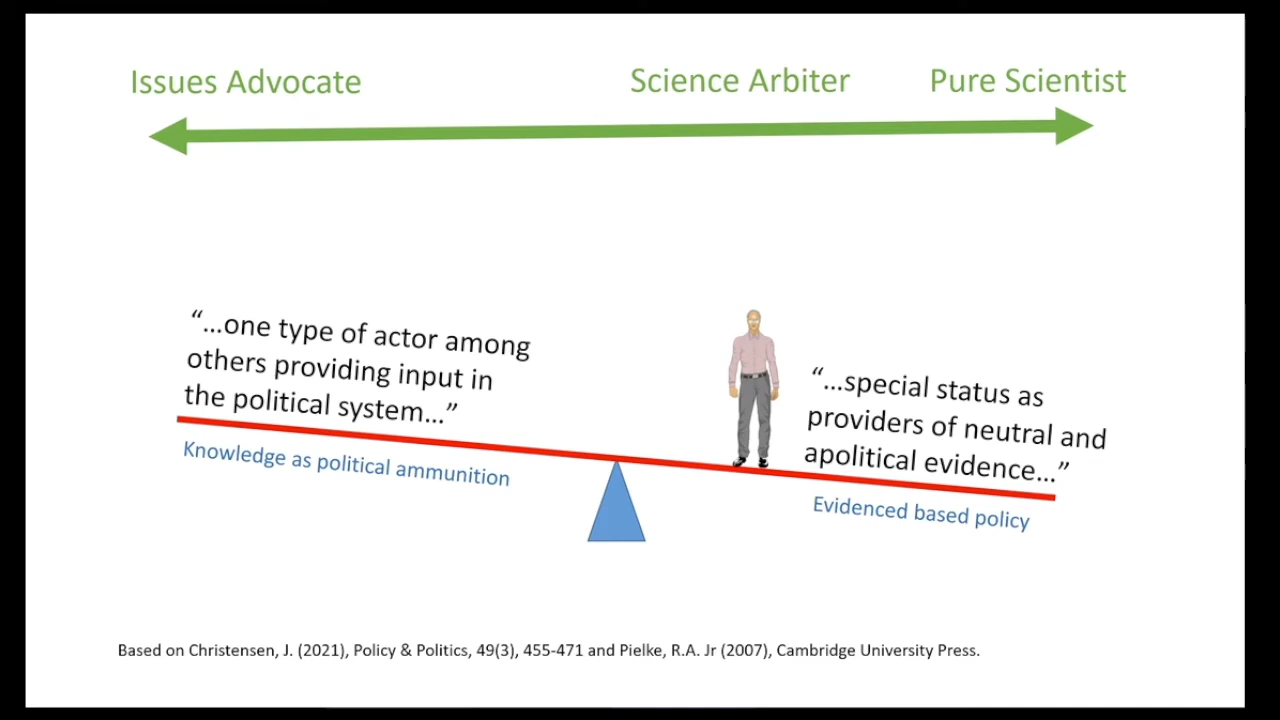 Issues Advocate
Science Arbiter
Pure Scientist
“...one type of actor among
others providing input in
the political system...”
Knowledge as political ammunition
“...special status as
providers of neutral and
apolitical evidence...”
Evidenced based policy
Based on Christensen, J. (2021), Policy & Politics, 49(3), 455-471 and Pielke, R.A. Jr (2007), Cambridge University Press.